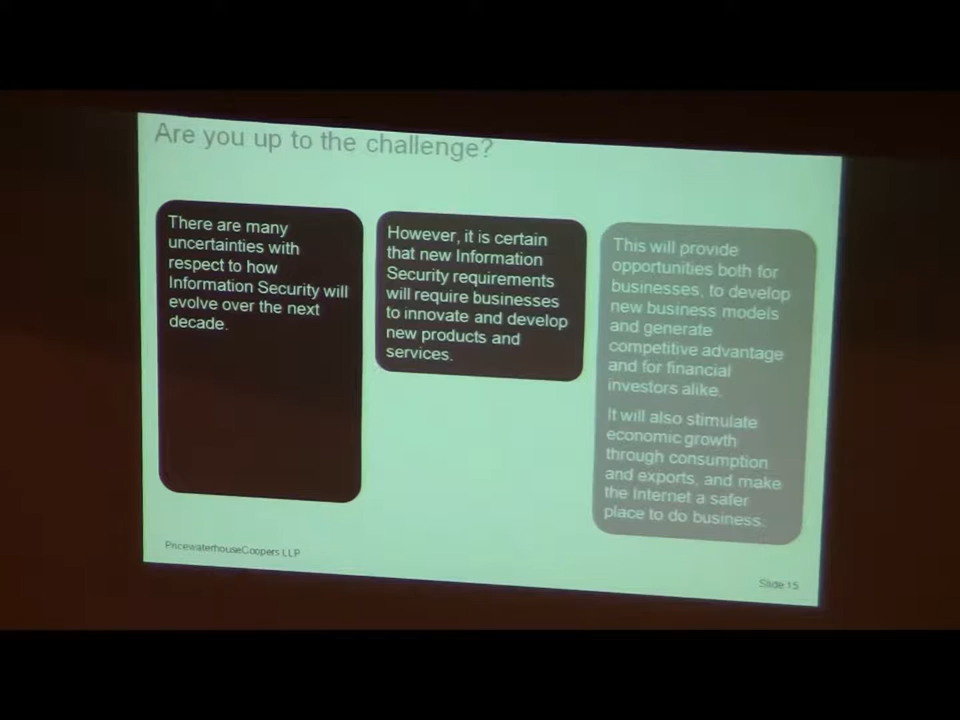 Are you up to the challenge?
There are many
uncertainties with
respect to how
Information Security will
evolve over the next
decade.
However, it is certain
that new Information
Security requirements
will require businesses
to innovate and develop
new products and
services.
This will provide
opportunities both for
businesses, to develop
new business models
and generate
competitive advantage
and for financial
investors alike.
It will also stimulate
economic growth
through consumption
and exports, and make
the Internet a safer
place to do business.
PricewaterhouseCoopers LLP
Slide 15